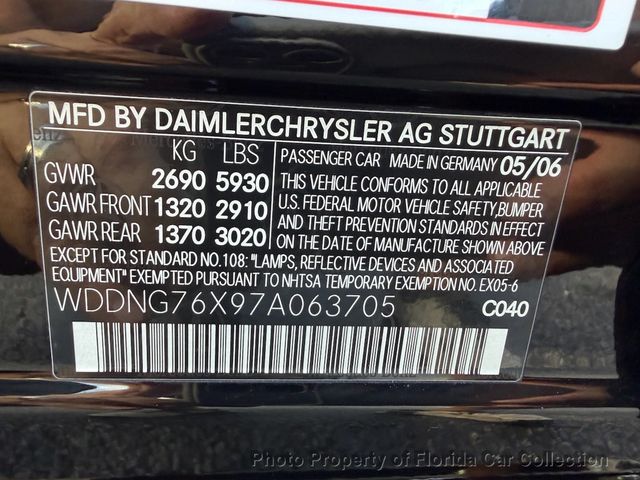 MFD BY DAIMLERCHRYSLER AG STUTTGART
KG LBS
GVWR 2690 5930
GAWR FRONT 1320 2910
GAWR REAR 1370 3020
PASSENGER CAR MADE IN GERMANY 05/06
THIS VEHICLE CONFORMS TO ALL APPLICABLE
U.S. FEDERAL MOTOR VEHICLE SAFETY,BUMPER
AND THEFT PREVENTION STANDARDS IN EFFECT
ON THE DATE OF MANUFACTURE SHOWN ABOVE
EXCEPT FOR STANDARD NO.108: "LAMPS, REFLECTIVE DEVICES AND ASSOCIATED
EQUIPMENT" EXEMPTED PURSUANT TO NHTSA TEMPORARY EXEMPTION NO. EX05-6
WDDNG76X97A063705 C040
Photo Property of Florida Car Collection